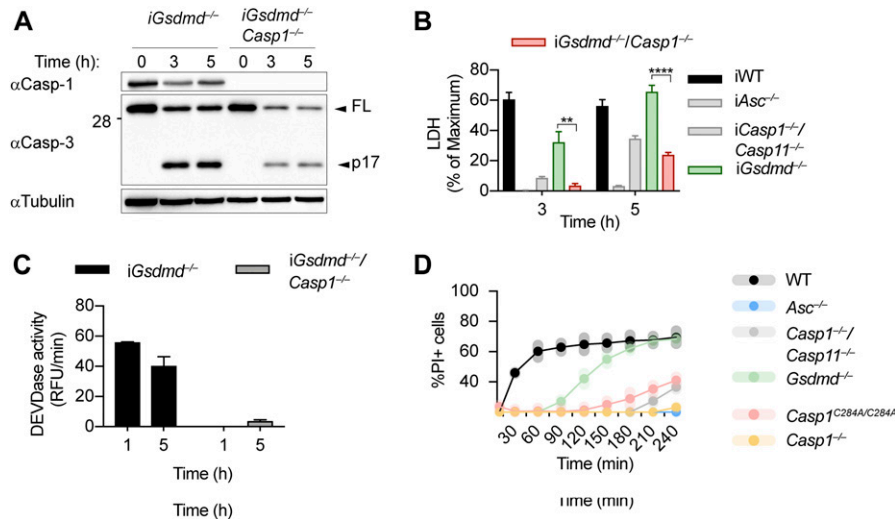 A
iGsdmd–/–
iGsdmd–/–
Casp1–/–
Time (h):
0 3 5 0 3 5
αCasp-1
28
FL
αCasp-3
p17
αTubulin
B
iGsdmd–/–/Casp1–/–
80
60
40
20
0
LDH
(% of Maximum)
**
****
3 5
Time (h)
iWT
iAsc–/–
iCasp1–/–/
Casp11–/–
iGsdmd–/–
C
iGsdmd–/–
iGsdmd–/–/
Casp1–/–
80
60
40
20
0
DEVDase activity
(RFU/min)
1 5 1 5
Time (h)
Time (h)
D
100
80
60
40
%PI+ cells
30 60 90 120 150 180 210 240
Time (min)
Time (min)
WT
Asc–/–
Casp1–/–/
Casp11–/–
Gsdmd–/–
Casp1C284A/C284A
Casp1–/–